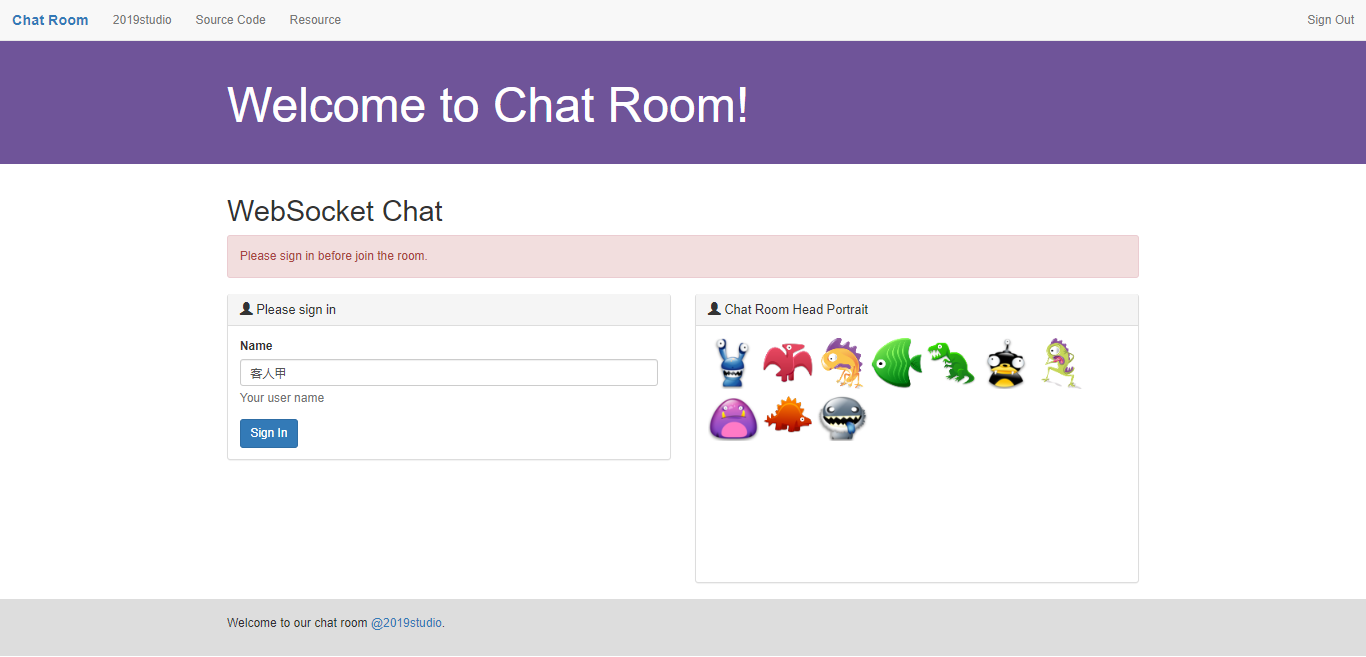 Chat Room 2019studio Source Code Resource Sign Out
Welcome to Chat Room!
WebSocket Chat
Please sign in before join the room.
Please sign in
Name
客人甲
Your user name
Sign In
Chat Room Head Portrait
Welcome to our chat room @2019studio.